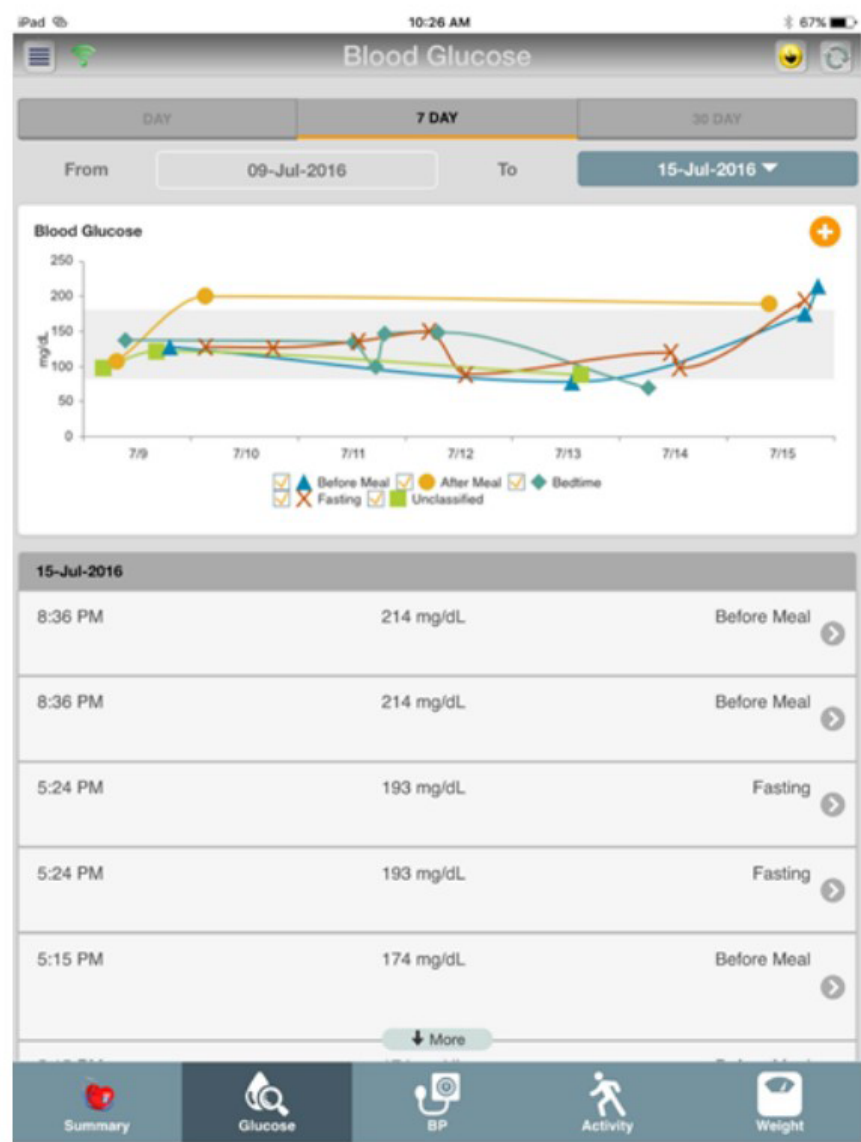 iPad 10:26 AM 67%
Blood Glucose
DAY 7 DAY 30 DAY
From 09-Jul-2016 To 15-Jul-2016
Blood Glucose
250
200
150
100
50
0
mg/dL
7/9 7/10 7/11 7/12 7/13 7/14 7/15
Before Meal After Meal Bedtime
Fasting Unclassified
15-Jul-2016
8:36 PM 214 mg/dL Before Meal
8:36 PM 214 mg/dL Before Meal
5:24 PM 193 mg/dL Fasting
5:24 PM 193 mg/dL Fasting
5:15 PM 174 mg/dL Before Meal
More
Summary Glucose BP Activity Weight